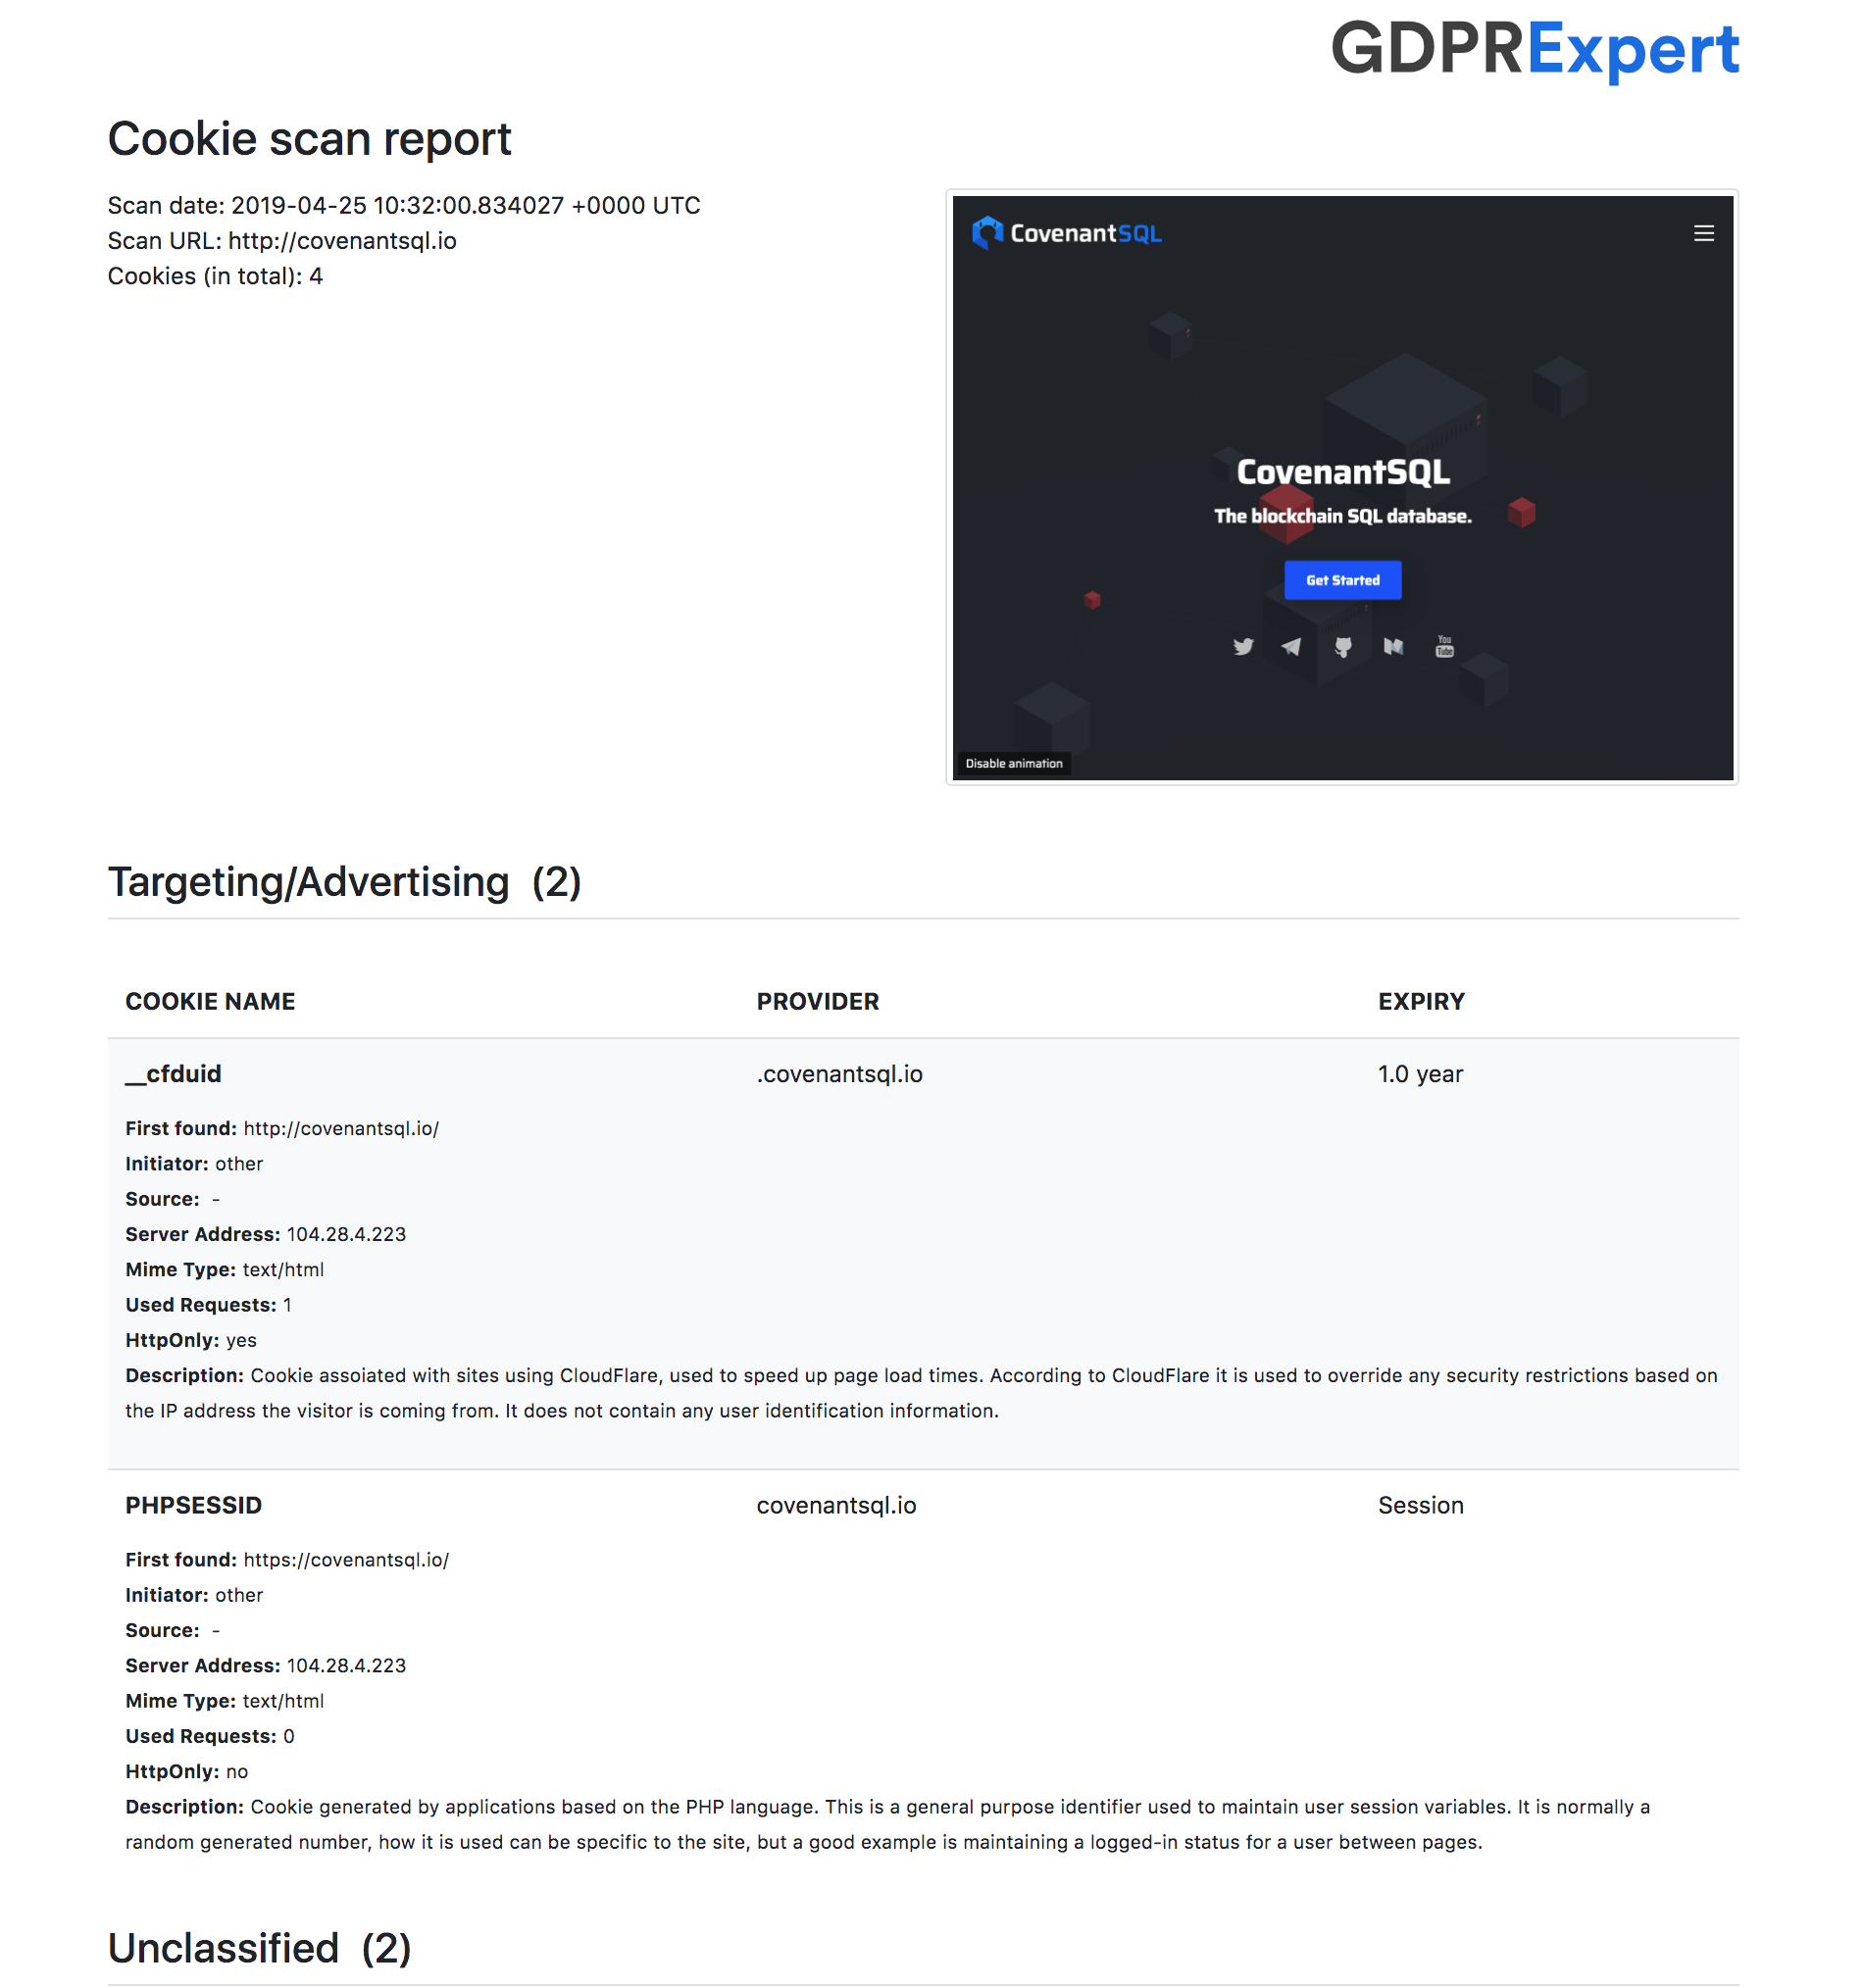 GDPRExpert
Cookie scan report
Scan date: 2019-04-25 10:32:00.834027 +0000 UTC
Scan URL: http://covenantsql.io
Cookies (in total): 4
CovenantSQL
CovenantSQL
The blockchain SQL database.
Get Started
You
Tube
Disable animation
Targeting/Advertising (2)
COOKIE NAME PROVIDER EXPIRY
__cfduid .covenantsql.io 1.0 year
First found: http://covenantsql.io/
Initiator: other
Source: -
Server Address: 104.28.4.223
Mime Type: text/html
Used Requests: 1
HttpOnly: yes
Description: Cookie assoiated with sites using CloudFlare, used to speed up page load times. According to CloudFlare it is used to override any security restrictions based on
the IP address the visitor is coming from. It does not contain any user identification information.
PHPSESSID covenantsql.io Session
First found: https://covenantsql.io/
Initiator: other
Source: -
Server Address: 104.28.4.223
Mime Type: text/html
Used Requests: 0
HttpOnly: no
Description: Cookie generated by applications based on the PHP language. This is a general purpose identifier used to maintain user session variables. It is normally a
random generated number, how it is used can be specific to the site, but a good example is maintaining a logged-in status for a user between pages.
Unclassified (2)